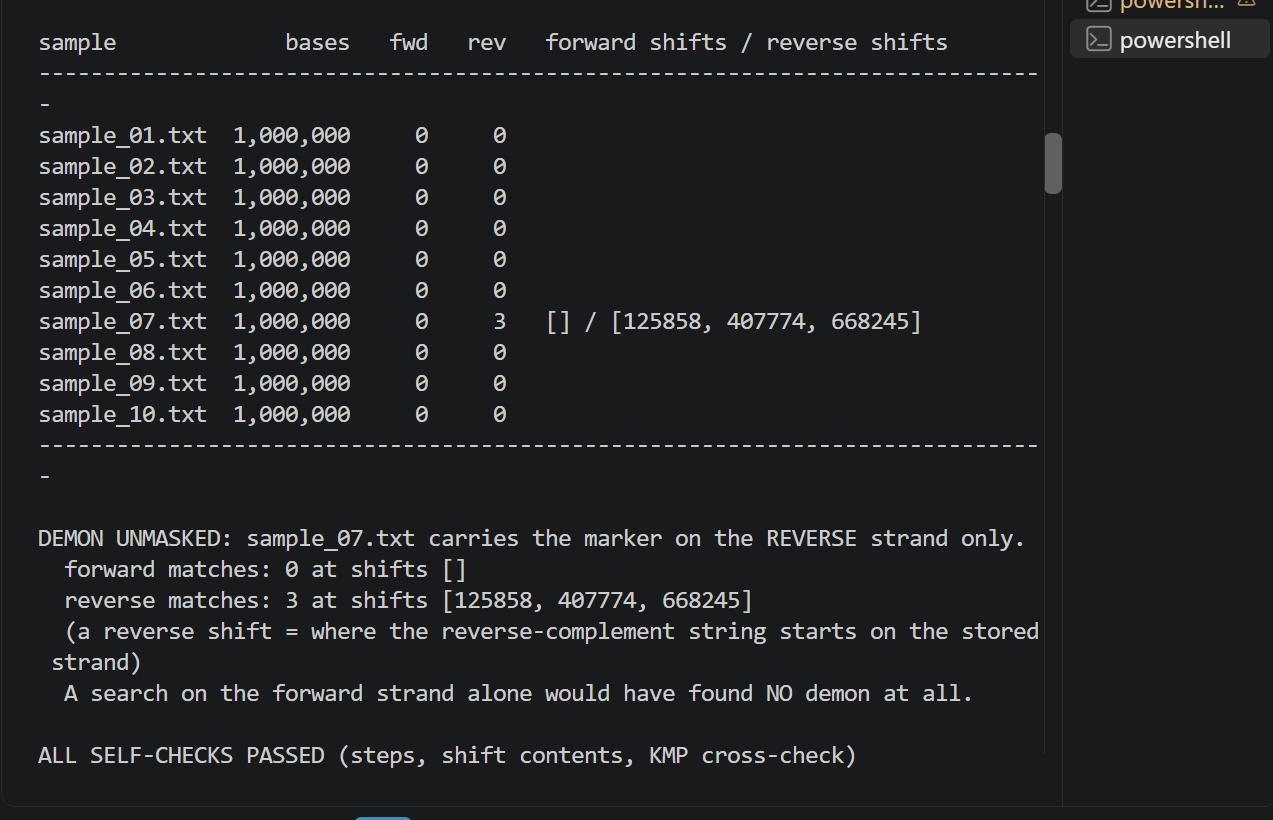 sample             bases   fwd   rev   forward shifts / reverse shifts
-----------------------------------------------------------------------------
-
sample_01.txt  1,000,000     0     0
sample_02.txt  1,000,000     0     0
sample_03.txt  1,000,000     0     0
sample_04.txt  1,000,000     0     0
sample_05.txt  1,000,000     0     0
sample_06.txt  1,000,000     0     0
sample_07.txt  1,000,000     0     3   [] / [125858, 407774, 668245]
sample_08.txt  1,000,000     0     0
sample_09.txt  1,000,000     0     0
sample_10.txt  1,000,000     0     0
-----------------------------------------------------------------------------
-
DEMON UNMASKED: sample_07.txt carries the marker on the REVERSE strand only.
  forward matches: 0 at shifts []
  reverse matches: 3 at shifts [125858, 407774, 668245]
  (a reverse shift = where the reverse-complement string starts on the stored
 strand)
  A search on the forward strand alone would have found NO demon at all.
ALL SELF-CHECKS PASSED (steps, shift contents, KMP cross-check)
powersh...
powershell